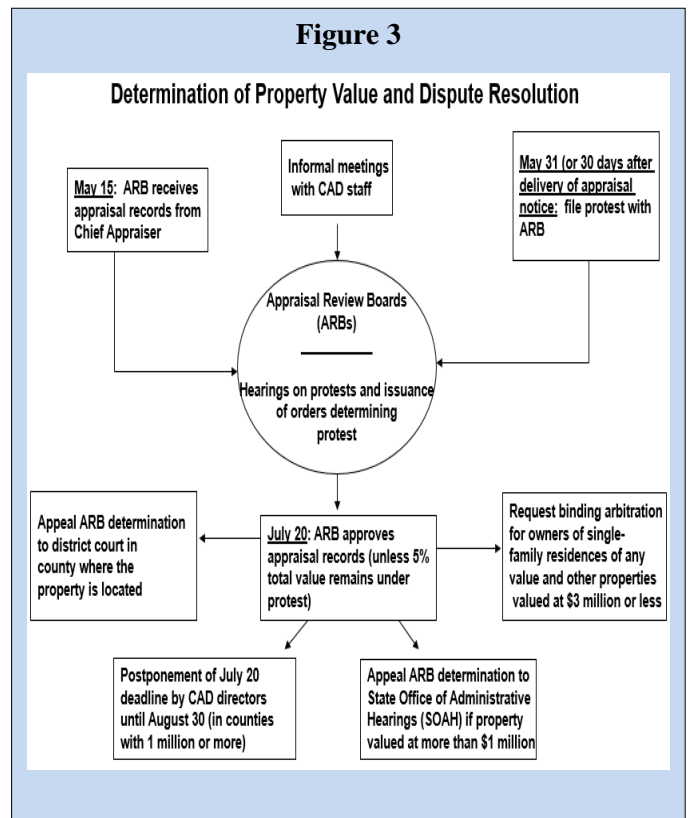 Figure 3
Determination of Property Value and Dispute Resolution
May 15: ARB receives
appraisal records from
Chief Appraiser
Informal meetings
with CAD staff
May 31 (or 30 days after
delivery of appraisal
notice: file protest with
ARB
Appraisal Review Boards
(ARBs)
Hearings on protests and issuance
of orders determining
protest
Appeal ARB determination
to district court in
county where the
property is located
July 20: ARB approves
appraisal records (unless 5%
total value remains under
protest)
Request binding arbitration
for owners of single-
family residences of any
value and other properties
valued at $3 million or less
Postponement of July 20
deadline by CAD directors
until August 30 (in counties
with 1 million or more)
Appeal ARB determination to
State Office of Administrative
Hearings (SOAH) if property
valued at more than $1 million